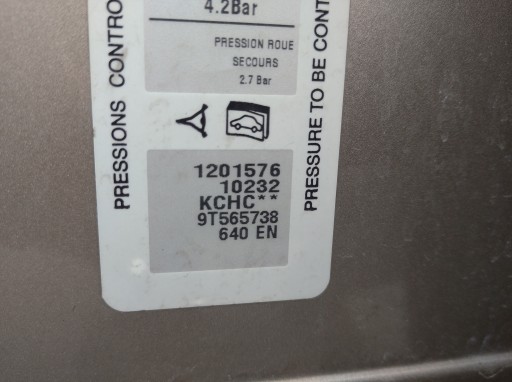 4.2Bar
PRESSION ROUE
SECOURS
2.7 Bar
PRESSIONS CONTRO
PRESSURE TO BE CONT
1201576
10232
KCHC**
9T565738
640 EN